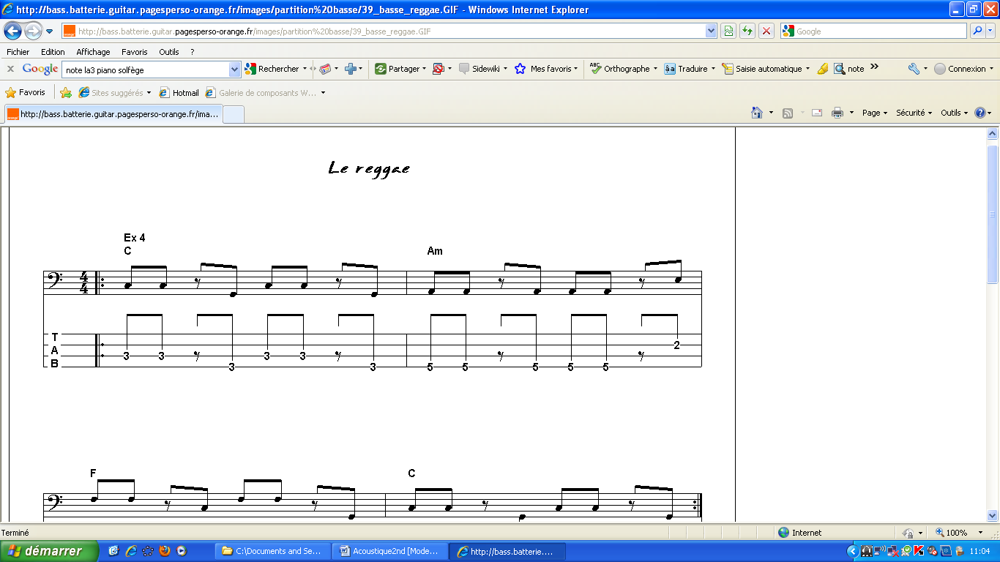 http://bass.batterie.guitar.pagesperso-orange.fr/images/partition%20basse/39_basse_reggae.GIF - Windows Internet Explorer
http://bass.batterie.guitar.pagesperso-orange.fr/images/partition%20basse/39_basse_reggae.GIF Google
Fichier Edition Affichage Favoris Outils ?
x Google note la3 piano solfège Rechercher Partager Sidewiki Mes favoris ABC Orthographe Traduire Saisie automatique note Connexion
Favoris Sites suggérés Hotmail Galerie de composants W...
http://bass.batterie.guitar.pagesperso-orange.fr/ima... Page Sécurité Outils
Le reggae
Ex 4
C Am
4
4
T
A
B
2
3 3 3 3
3 3 5 5 5 5 5
F C
Terminé Internet 100%
démarrer C:\Documents and Se... Acoustique2nd [Mode... http://bass.batterie.... 11:04